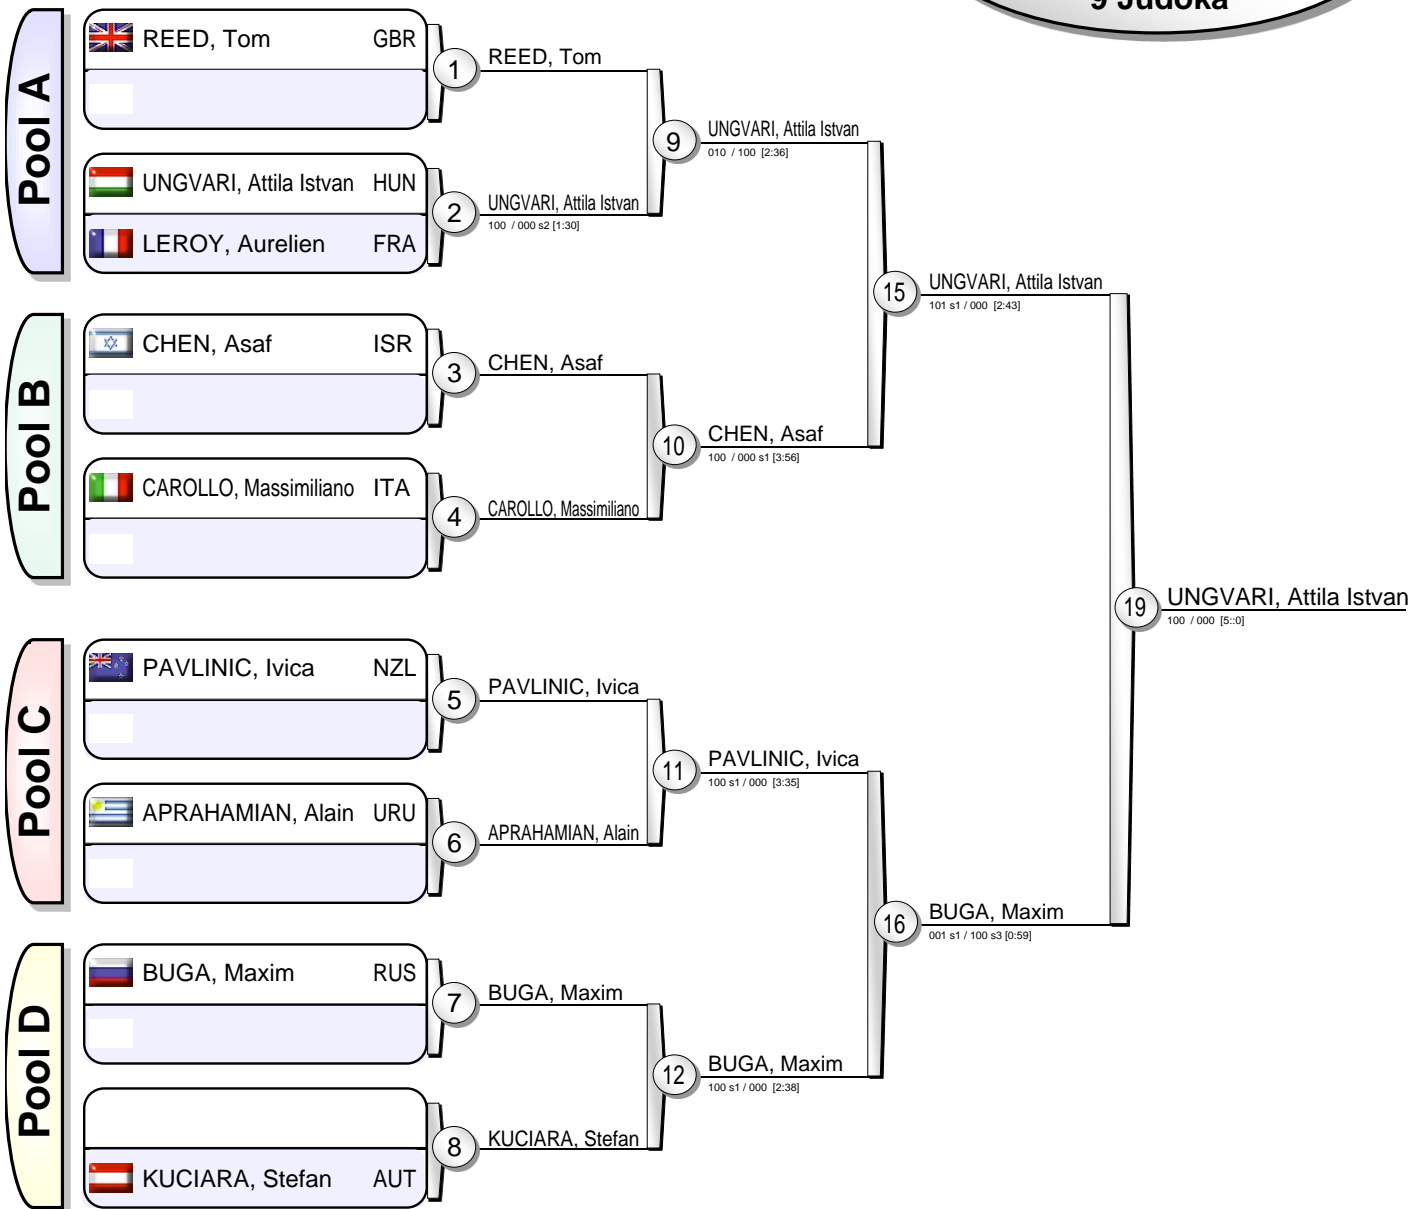 9 Judoka
Pool A
REED, Tom GBR
1
REED, Tom
UNGVARI, Attila Istvan HUN
LEROY, Aurelien FRA
2
UNGVARI, Attila Istvan
100 / 000 s2 [1:30]
9
UNGVARI, Attila Istvan
010 / 100 [2:36]
Pool B
CHEN, Asaf ISR
3
CHEN, Asaf
CAROLLO, Massimiliano ITA
4
CAROLLO, Massimiliano
10
CHEN, Asaf
100 / 000 s1 [3:56]
15
UNGVARI, Attila Istvan
101 s1 / 000 [2:43]
Pool C
PAVLINIC, Ivica NZL
5
PAVLINIC, Ivica
APRAHAMIAN, Alain URU
6
APRAHAMIAN, Alain
11
PAVLINIC, Ivica
100 s1 / 000 [3:35]
Pool D
BUGA, Maxim RUS
7
BUGA, Maxim
KUCIARA, Stefan AUT
8
KUCIARA, Stefan
12
BUGA, Maxim
100 s1 / 000 [2:38]
16
BUGA, Maxim
001 s1 / 100 s3 [0:59]
19
UNGVARI, Attila Istvan
100 / 000 [5::0]